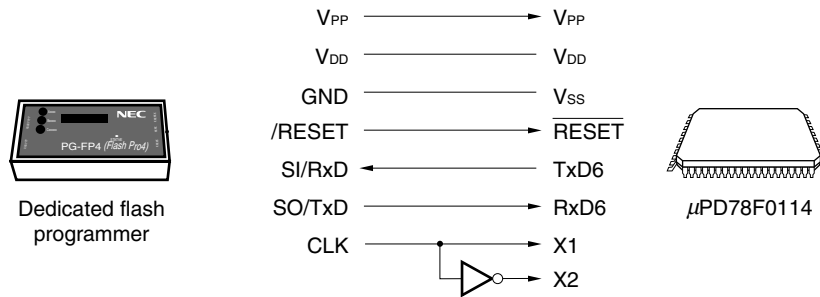 VPP VPP
VDD VDD
GND VSS
/RESET RESET
SI/RxD TxD6
SO/TxD RxD6
CLK X1
X2
NEC
PG-FP4 (Flash Pro4)
Dedicated flash
programmer
μPD78F0114